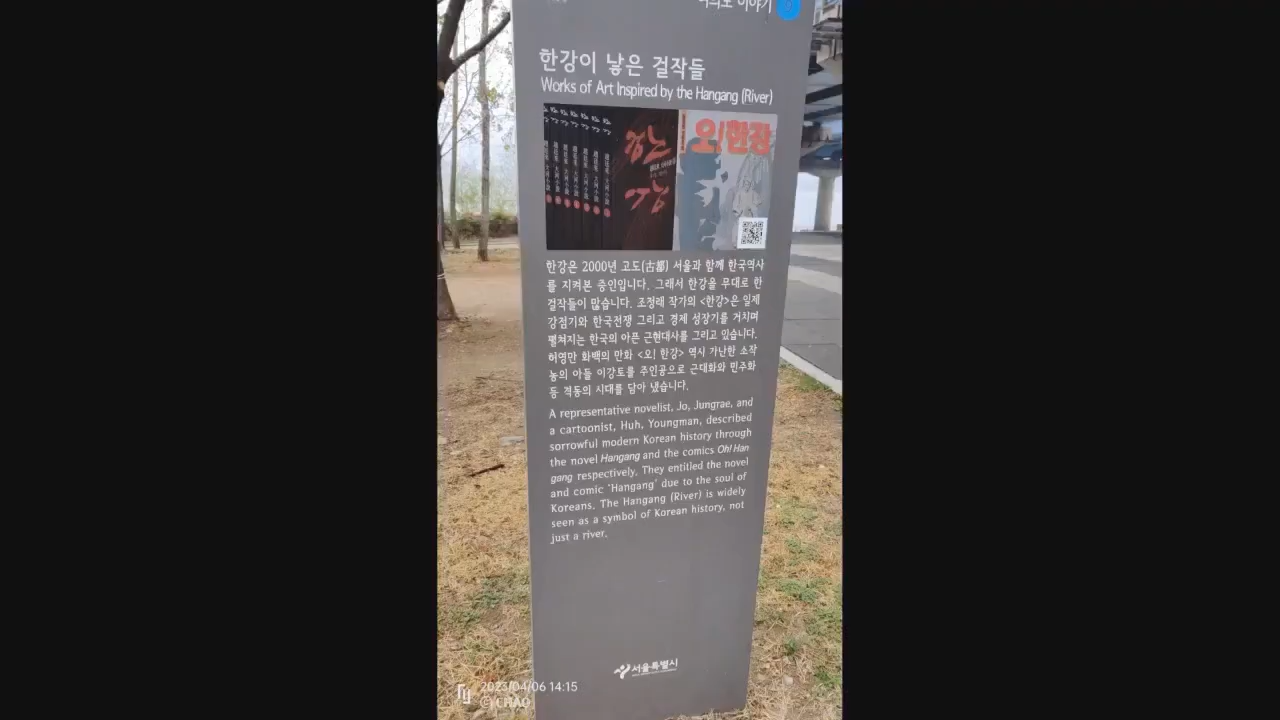 여의도 이야기
한강이 낳은 걸작들
Works of Art Inspired by the Hangang (River)
한강
오!한강
한강은 2000년 고도(古都) 서울과 함께 한국역사
를 지켜본 증인입니다. 그래서 한강을 무대로 한
걸작들이 많습니다. 조정래 작가의 <한강>은 일제
강점기와 한국전쟁 그리고 경제 성장기를 거치며
펼쳐지는 한국의 아픈 근현대사를 그리고 있습니다.
허영만 화백의 만화 <오! 한강> 역시 가난한 소작
농의 아들 이강토를 주인공으로 근대화와 민주화
등 격동의 시대를 담아 냈습니다.
A representative novelist, Jo, Jungrae, and
a cartoonist, Huh, Youngman, described
sorrowful modern Korean history through
the novel Hangang and the comics Oh! Han
gang respectively. They entitled the novel
and comic 'Hangang' due to the soul of
Koreans. The Hangang (River) is widely
seen as a symbol of Korean history, not
just a river.
서울특별시
2023/04/06 14:15
© CHAO